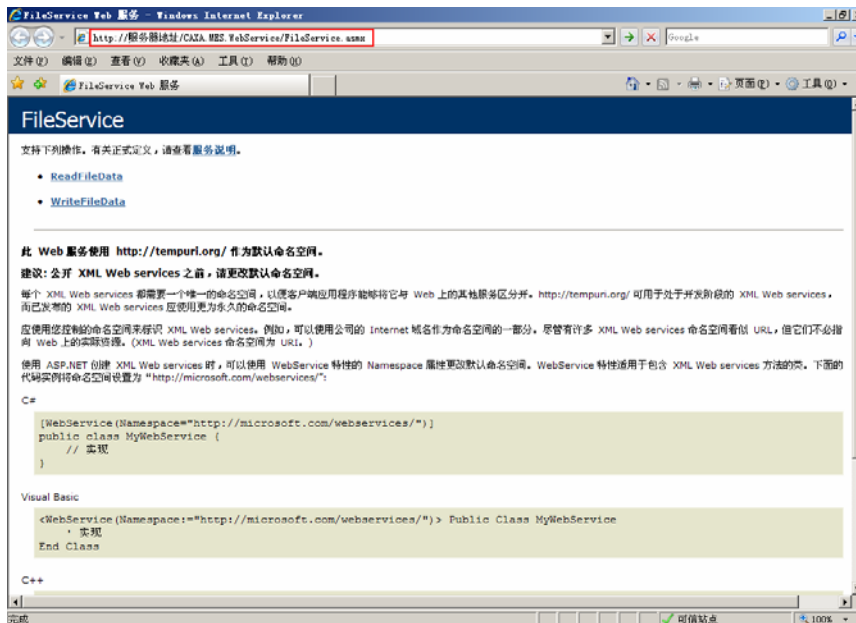 FileService Web 服务 - Windows Internet Explorer
http://服务器地址/CAXA.MES.WebService/FileService.asmx
Google
文件(F) 编辑(E) 查看(V) 收藏夹(A) 工具(T) 帮助(H)
FileService Web 服务
页面(P) 工具(O)
FileService
支持下列操作。有关正式定义，请查看服务说明。
• ReadFileData
• WriteFileData
此 Web 服务使用 http://tempuri.org/ 作为默认命名空间。
建议: 公开 XML Web services 之前，请更改默认命名空间。
每个 XML Web services 都需要一个唯一的命名空间，以便客户端应用程序能够将它与 Web 上的其他服务区分开。http://tempuri.org/ 可用于处于开发阶段的 XML Web services，
而已发布的 XML Web services 应使用更为永久的命名空间。
应使用您控制的命名空间来标识 XML Web services。例如，可以使用公司的 Internet 域名作为命名空间的一部分。尽管有许多 XML Web services 命名空间看似 URL，但它们不必指
向 Web 上的实际资源。(XML Web services 命名空间为 URI。)
使用 ASP.NET 创建 XML Web services 时，可以使用 WebService 特性的 Namespace 属性更改默认命名空间。WebService 特性适用于包含 XML Web services 方法的类。下面的
代码实例将命名空间设置为 "http://microsoft.com/webservices/":
C#
[WebService(Namespace="http://microsoft.com/webservices/")]
public class MyWebService {
// 实现
}
Visual Basic
<WebService(Namespace:="http://microsoft.com/webservices/")> Public Class MyWebService
' 实现
End Class
C++
完成 可信站点 100%